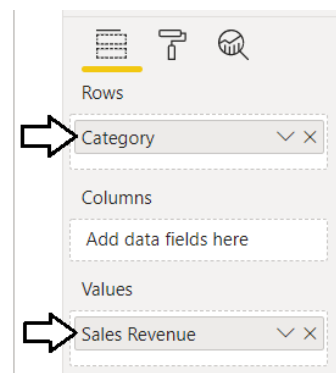 Rows
Category
Columns
Add data fields here
Values
Sales Revenue